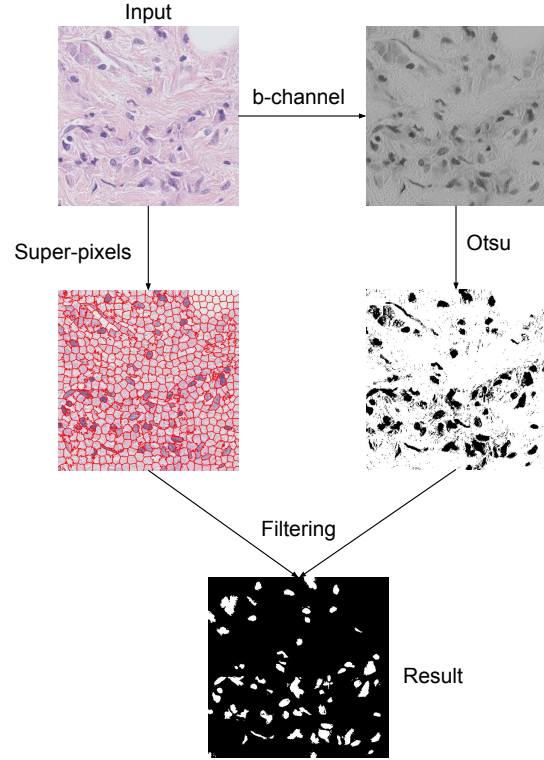 Input
b-channel
Super-pixels
Otsu
Filtering
Result